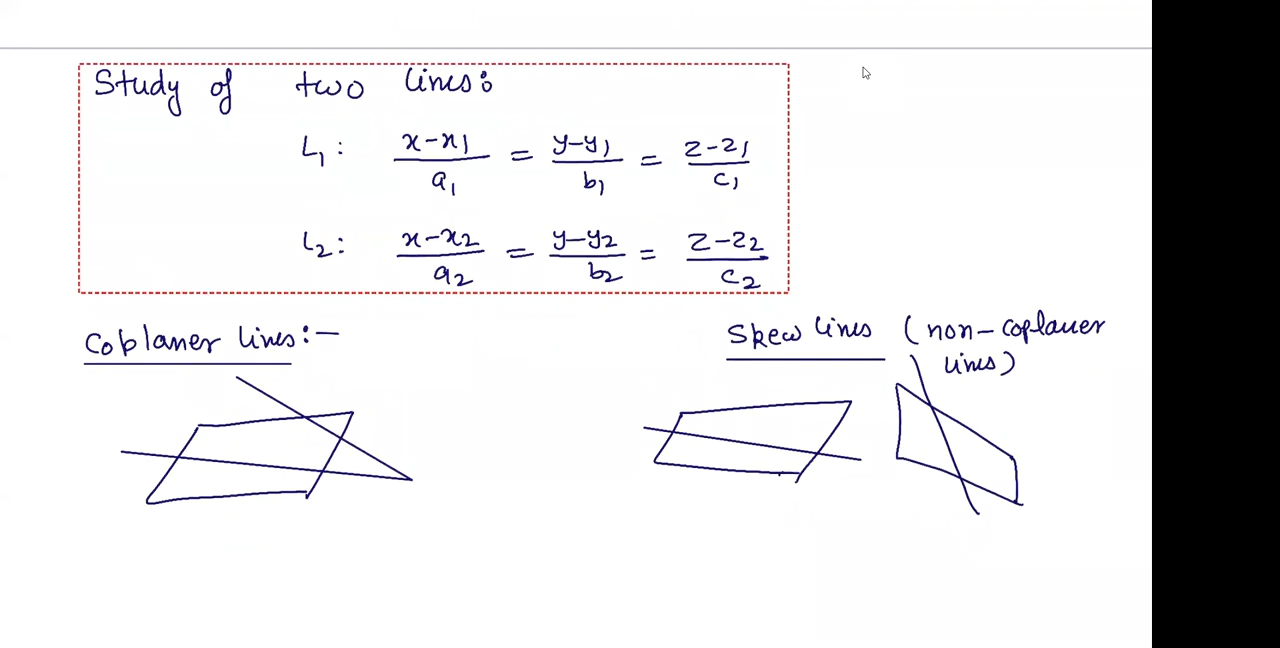 Study of two lines:
L₁: x-x₁/a₁ = y-y₁/b₁ = z-z₁/c₁
L₂: x-x₂/a₂ = y-y₂/b₂ = z-z₂/c₂
Coplaner lines:-
Skew lines (non-coplaner
lines)